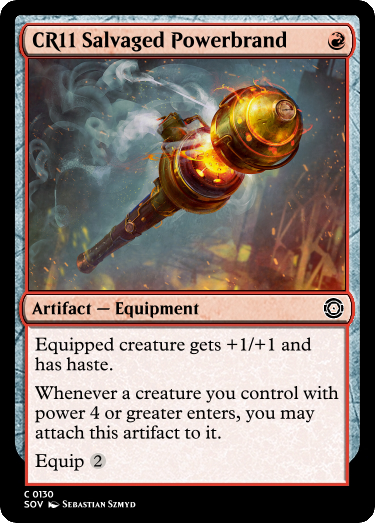 CR11 Salvaged Powerbrand
Artifact — Equipment
Equipped creature gets +1/+1 and
has haste.
Whenever a creature you control with
power 4 or greater enters, you may
attach this artifact to it.
Equip 2
C 0130
SOV Sebastian Szmyd